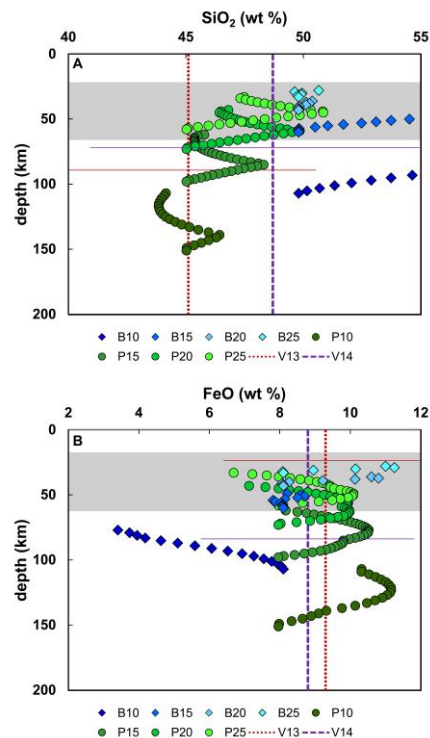 SiO₂ (wt %)
40 45 50 55
0
A
50
100
150
200
depth (km)
B10 B15 B20 B25 P10
P15 P20 P25 V13 V14
FeO (wt %)
2 4 6 8 10 12
0
B
50
100
150
200
depth (km)
B10 B15 B20 B25 P10
P15 P20 P25 V13 V14